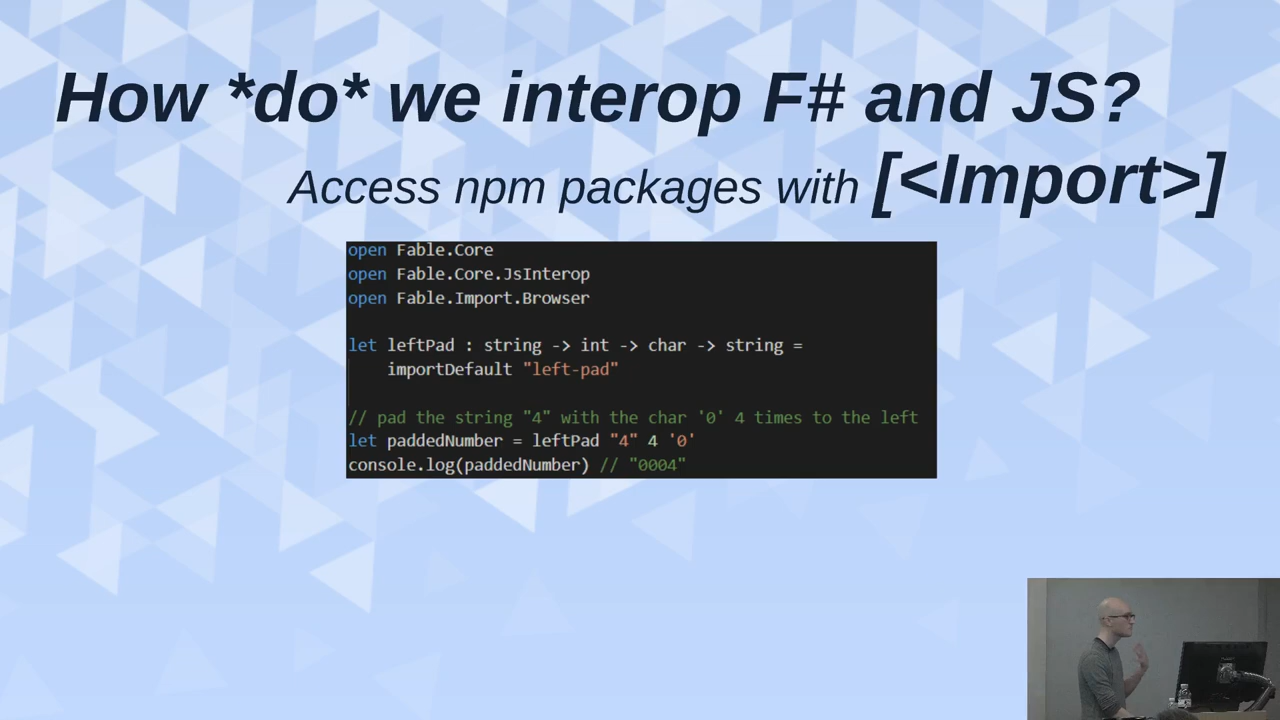 How *do* we interop F# and JS?
Access npm packages with [<Import>]
open Fable.Core
open Fable.Core.JsInterop
open Fable.Import.Browser
let leftPad : string -> int -> char -> string =
importDefault "left-pad"
// pad the string "4" with the char '0' 4 times to the left
let paddedNumber = leftPad "4" 4 '0'
console.log(paddedNumber) // "0004"